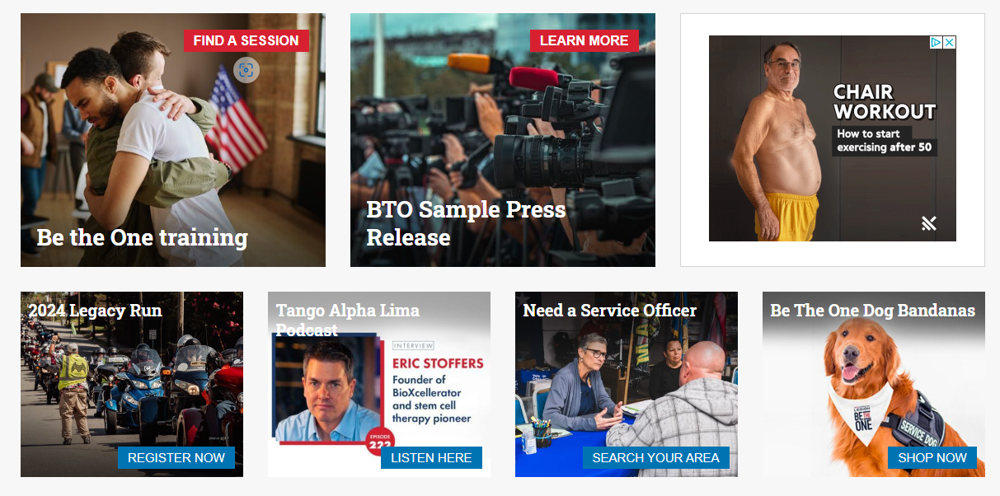 FIND A SESSION
Be the One training
LEARN MORE
BTO Sample Press
Release
CHAIR
WORKOUT
How to start
exercising after 50
2024 Legacy Run
REGISTER NOW
Tango Alpha Lima
Podcast
INTERVIEW
ERIC STOFFERS
Founder of
BioXcellerator
and stem cell
therapy pioneer
EPISODE
222
LISTEN HERE
Need a Service Officer
SEARCH YOUR AREA
Be The One Dog Bandanas
LEGION
BE THE
ONE
SERVICE DOG
SHOP NOW